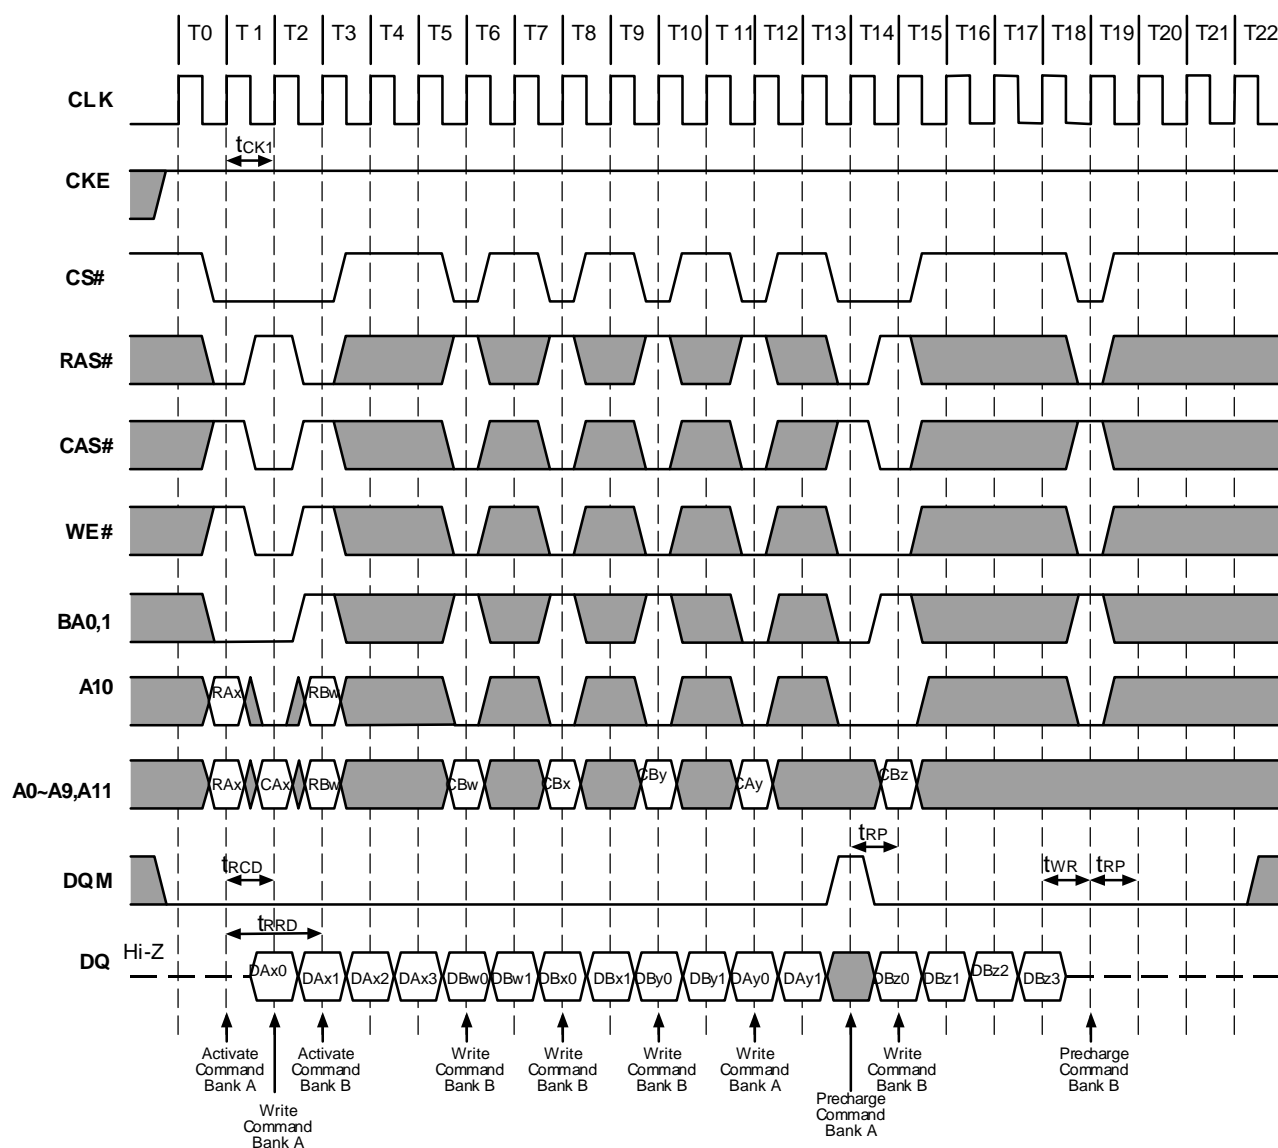 T0 T 1 T2 T3 T4 T5 T6 T7 T8 T9 T10 T 11 T12 T13 T14 T15 T16 T17 T18 T19 T20 T21 T22
CLK
tCK1
CKE
CS#
RAS#
CAS#
WE#
BA0,1
A10 RAx RBw
A0~A9,A11 RAx CAx RBw CBw CBx CBy CAy CBz
tRP
DQM tRCD tWR tRP
tRRD
DQ Hi-Z DAx0 DAx1 DAx2 DAx3 DBw0 DBw1 DBx0 DBx1 DBy0 DBy1 DAy0 DAy1 DBz0 DBz1 DBz2 DBz3
Activate
Command
Bank A
Write
Command
Bank A
Activate
Command
Bank B
Write
Command
Bank B
Write
Command
Bank B
Write
Command
Bank B
Write
Command
Bank A
Precharge
Command
Bank A
Write
Command
Bank B
Precharge
Command
Bank B